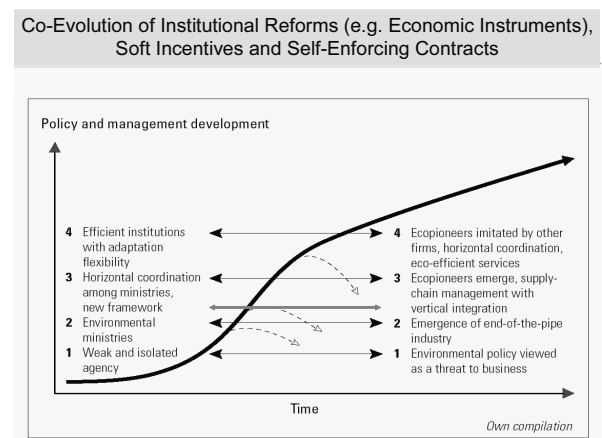 Co-Evolution of Institutional Reforms (e.g. Economic Instruments),
Soft Incentives and Self-Enforcing Contracts
Policy and management development
4 Efficient institutions
with adaptation
flexibility
3 Horizontal coordination
among ministries,
new framework
2 Environmental
ministries
1 Weak and isolated
agency
4 Ecopioneers imitated by other
firms, horizontal coordination,
eco-efficient services
3 Ecopioneers emerge, supply-
chain management with
vertical integration
2 Emergence of end-of-the-pipe
industry
1 Environmental policy viewed
as a threat to business
Time
Own compilation